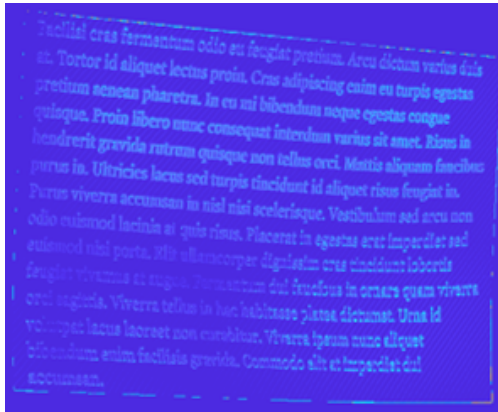 Facilisi cras fermentum odio eu feugiat pretium. Arcu dictum varius duis
at. Tortor id aliquet lectus proin. Cras adipiscing enim eu turpis egestas
pretium aenean pharetra. In eu mi bibendum neque egestas congue
quisque. Proin libero nunc consequat interdum varius sit amet. Risus in
hendrerit gravida rutrum quisque non tellus orci. Mattis aliquam faucibus
purus in. Ultricies lacus sed turpis tincidunt id aliquet risus feugiat in.
Purus viverra accumsan in nisl nisi scelerisque. Vestibulum sed arcu non
odio euismod lacinia at quis risus. Placerat in egestas erat imperdiet sed
euismod nisi porta. Elit ullamcorper dignissim cras tincidunt lobortis
feugiat vivamus at augue. Fermentum dui faucibus in ornare quam viverra
orci sagittis. Viverra tellus in hac habitasse platea dictumst. Urna id
volutpat lacus laoreet non curabitur. Viverra ipsum nunc aliquet
bibendum enim facilisis gravida. Commodo elit at imperdiet dui
accumsan.